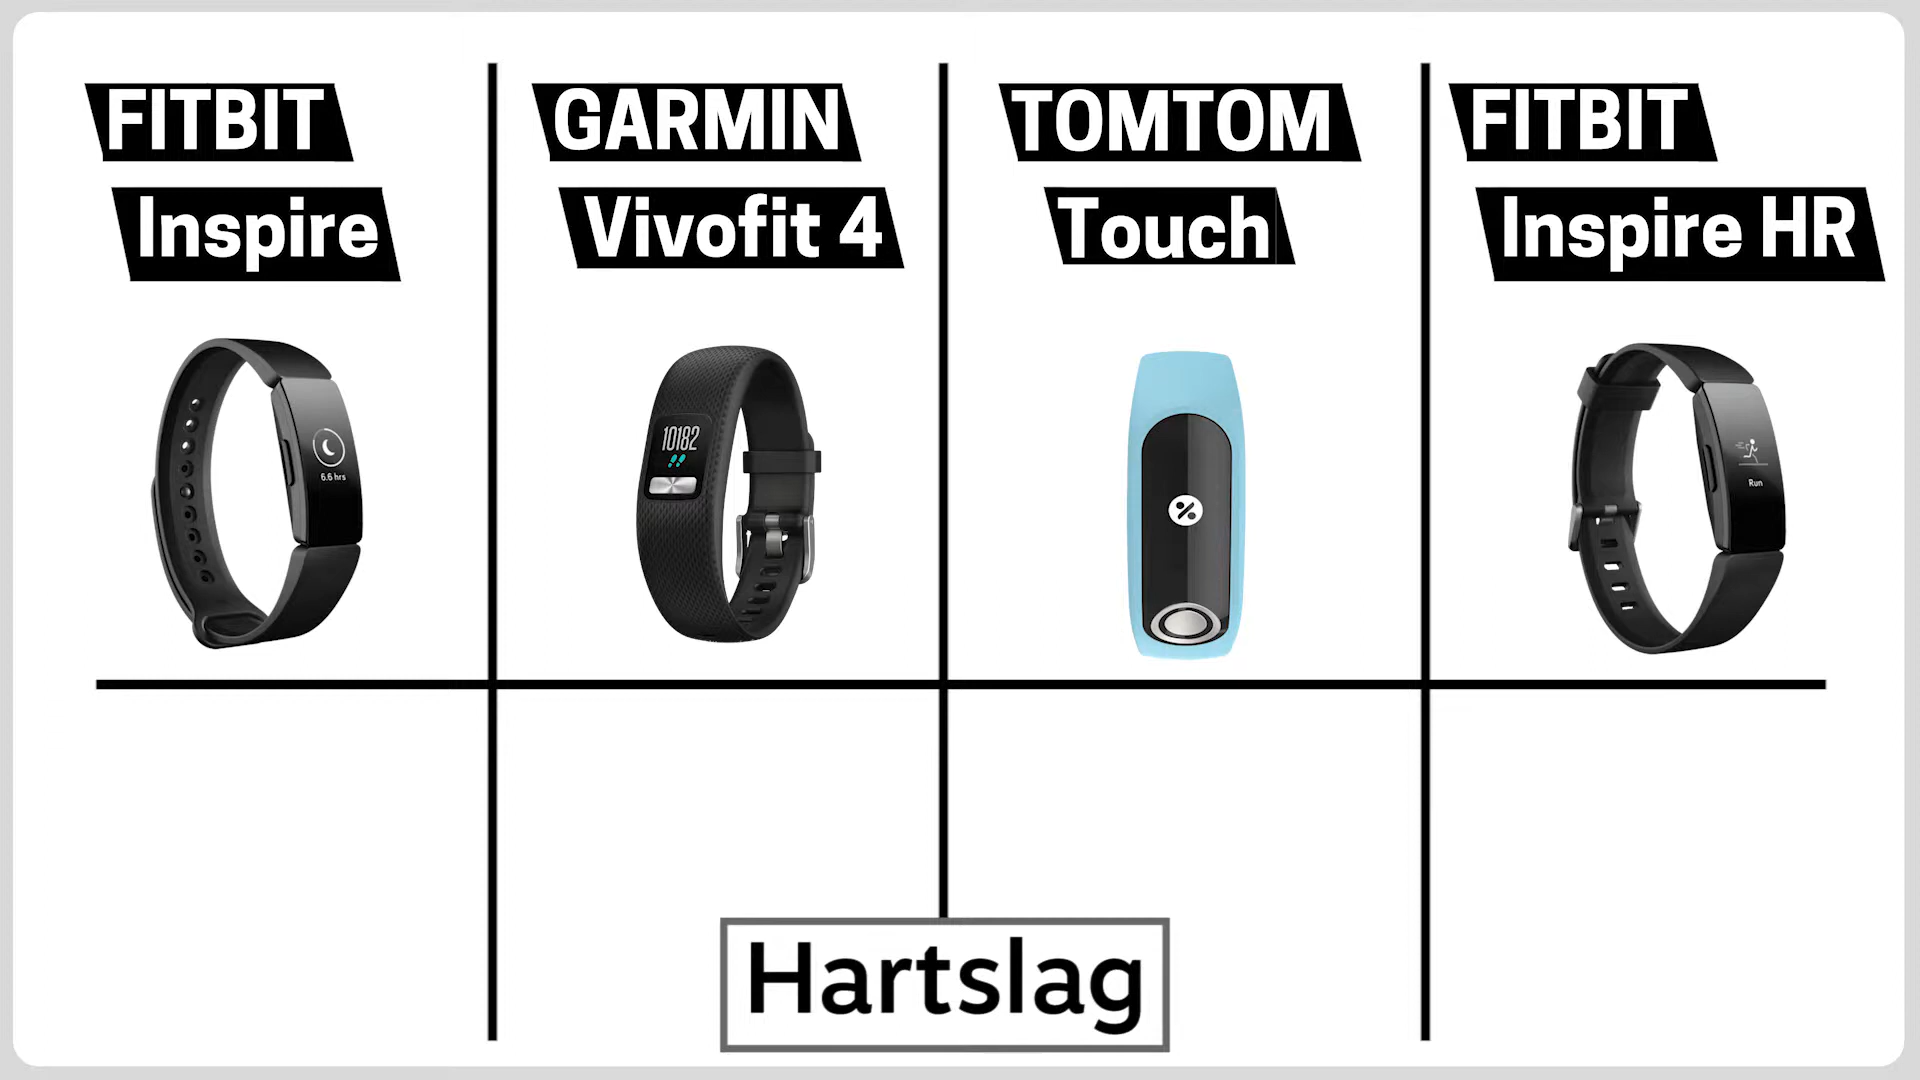 FITBIT
Inspire
GARMIN
Vivofit 4
TOMTOM
Touch
FITBIT
Inspire HR
6.6 hrs
10182
%
Run
Hartslag